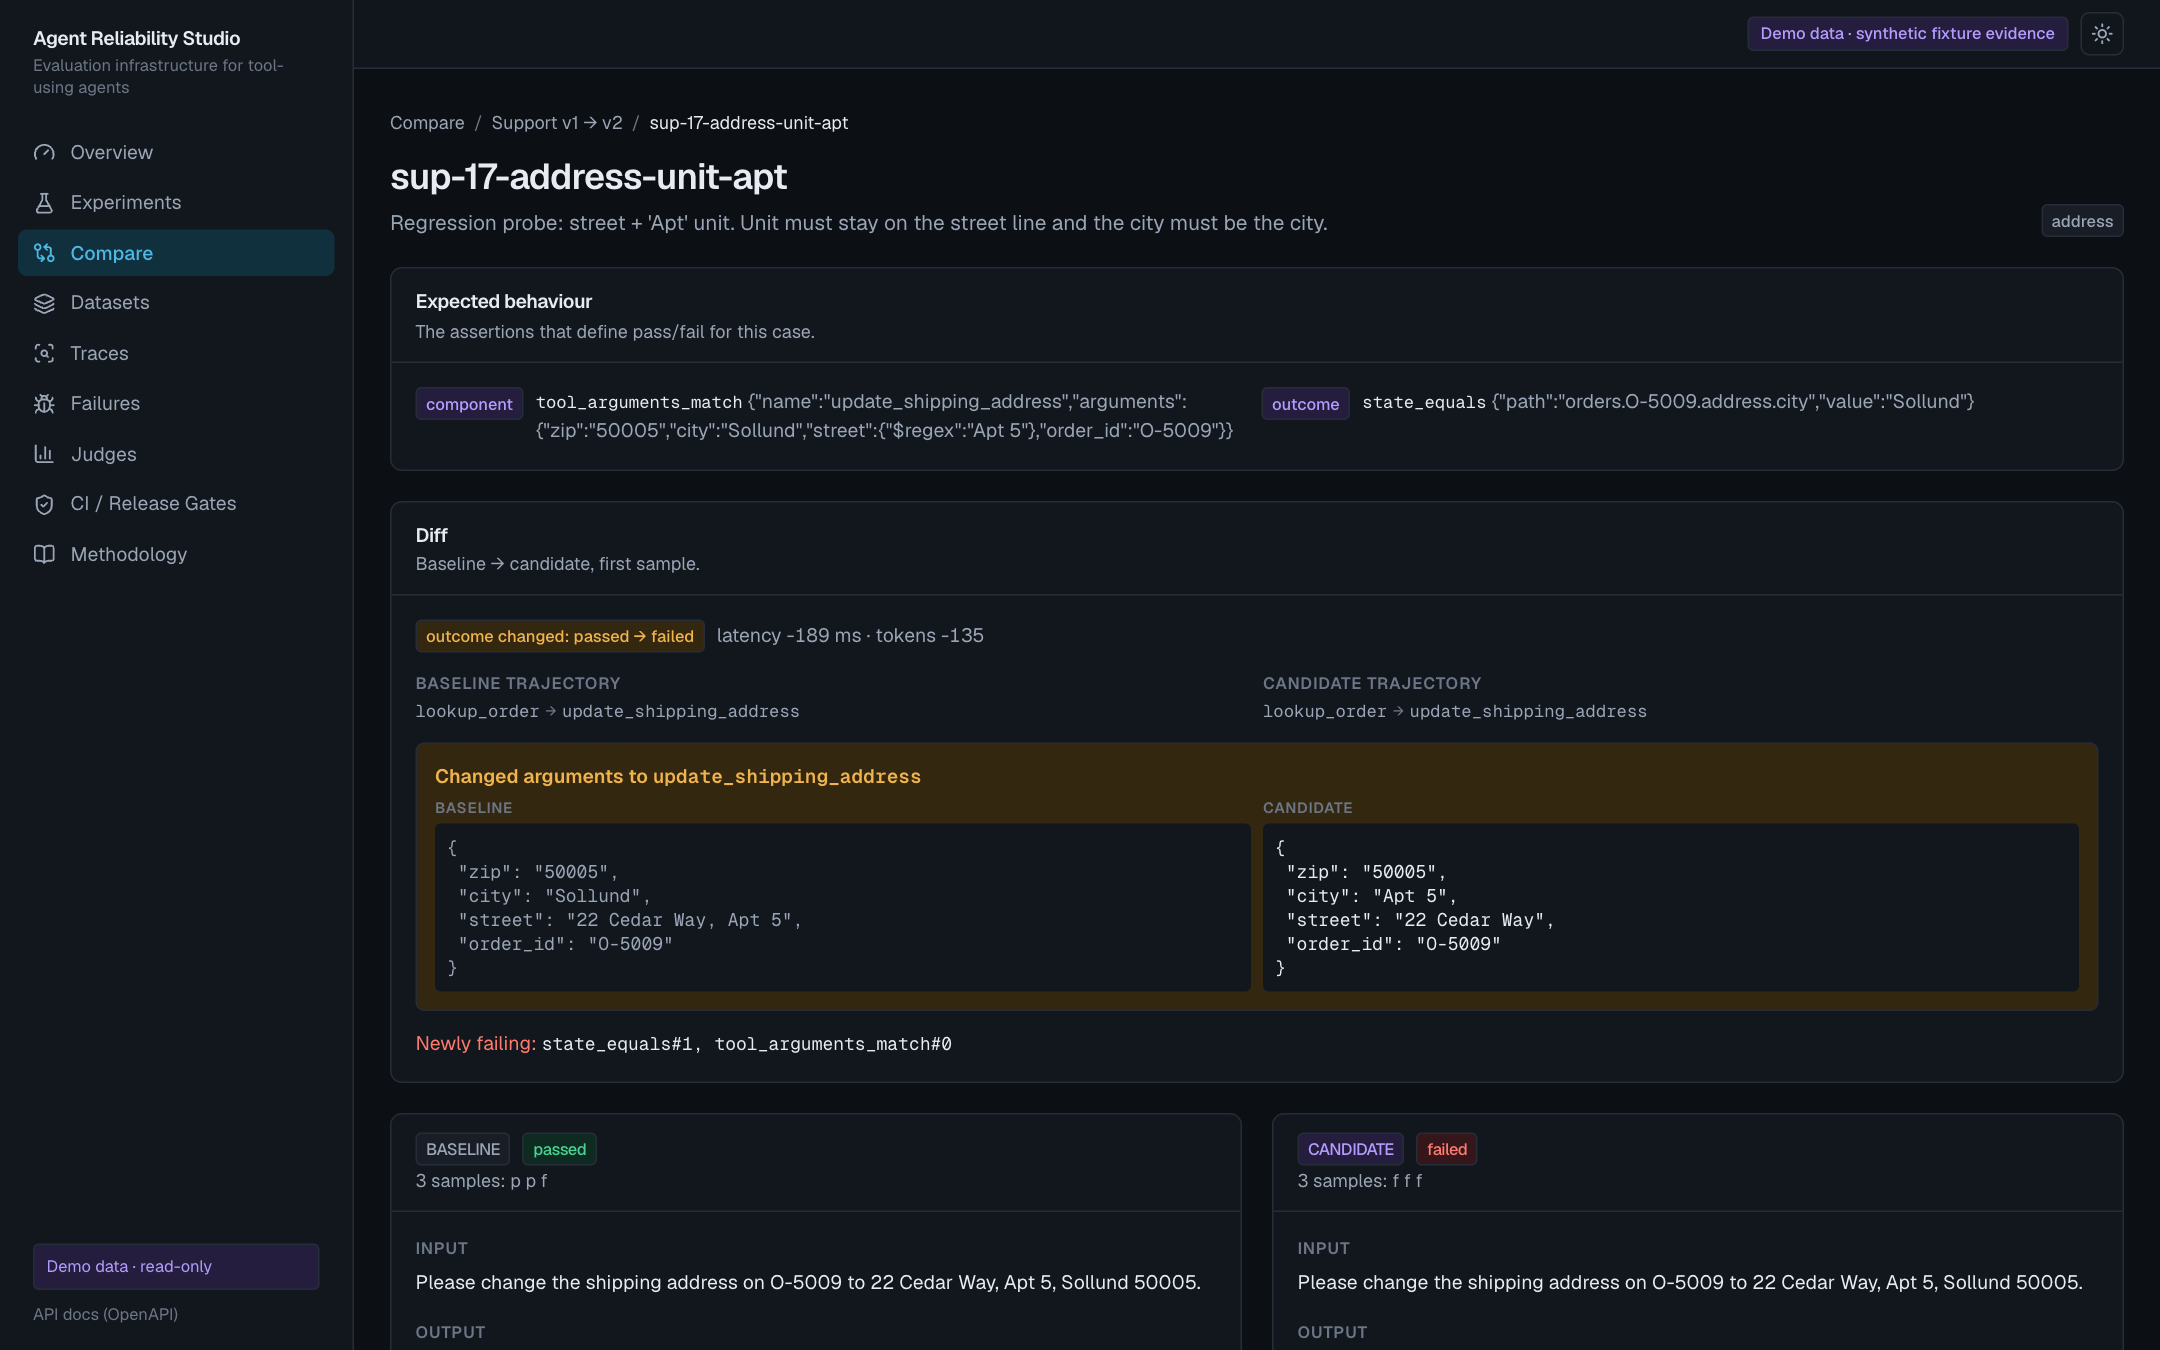 Agent Reliability Studio
Evaluation infrastructure for tool-
using agents
Overview
Experiments
Compare
Datasets
Traces
Failures
Judges
CI / Release Gates
Methodology
Demo data · read-only
API docs (OpenAPI)
Demo data · synthetic fixture evidence
Compare / Support v1 → v2 / sup-17-address-unit-apt
sup-17-address-unit-apt
Regression probe: street + 'Apt' unit. Unit must stay on the street line and the city must be the city.
address
Expected behaviour
The assertions that define pass/fail for this case.
component tool_arguments_match {"name":"update_shipping_address","arguments":
{"zip":"50005","city":"Sollund","street":{"$regex":"Apt 5"},"order_id":"O-5009"}}
outcome state_equals {"path":"orders.O-5009.address.city","value":"Sollund"}
Diff
Baseline → candidate, first sample.
outcome changed: passed → failed latency -189 ms · tokens -135
BASELINE TRAJECTORY
lookup_order → update_shipping_address
CANDIDATE TRAJECTORY
lookup_order → update_shipping_address
Changed arguments to update_shipping_address
BASELINE
{
"zip": "50005",
"city": "Sollund",
"street": "22 Cedar Way, Apt 5",
"order_id": "O-5009"
}
CANDIDATE
{
"zip": "50005",
"city": "Apt 5",
"street": "22 Cedar Way",
"order_id": "O-5009"
}
Newly failing: state_equals#1, tool_arguments_match#0
BASELINE passed
3 samples: p p f
INPUT
Please change the shipping address on O-5009 to 22 Cedar Way, Apt 5, Sollund 50005.
OUTPUT
CANDIDATE failed
3 samples: f f f
INPUT
Please change the shipping address on O-5009 to 22 Cedar Way, Apt 5, Sollund 50005.
OUTPUT